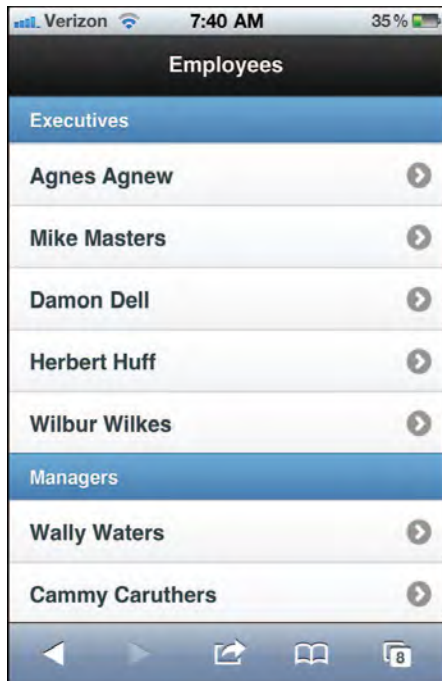 Verizon 7:40 AM 35%
Employees
Executives
Agnes Agnew
Mike Masters
Damon Dell
Herbert Huff
Wilbur Wilkes
Managers
Wally Waters
Cammy Caruthers
8